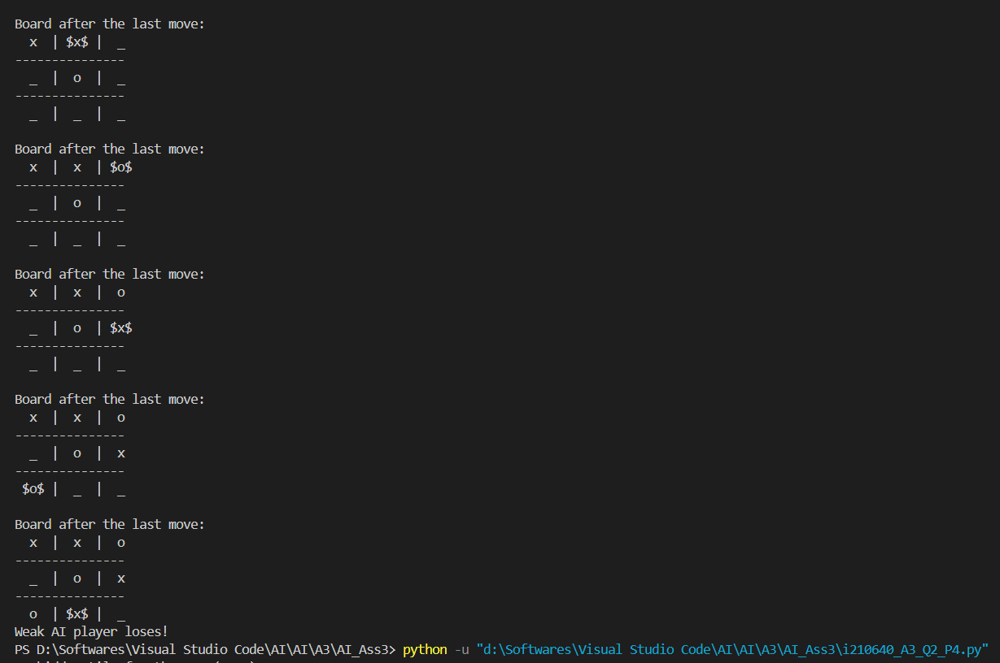 Board after the last move:
  x  | $x$ |  _
---------------
  _  |  o  |  _
---------------
  _  |  _  |  _
Board after the last move:
  x  |  x  | $o$
---------------
  _  |  o  |  _
---------------
  _  |  _  |  _
Board after the last move:
  x  |  x  |  o
---------------
  _  |  o  | $x$
---------------
  _  |  _  |  _
Board after the last move:
  x  |  x  |  o
---------------
  _  |  o  |  x
---------------
 $o$ |  _  |  _
Board after the last move:
  x  |  x  |  o
---------------
  _  |  o  |  x
---------------
  o  | $x$ |  _
Weak AI player loses!
PS D:\Softwares\Visual Studio Code\AI\AI\A3\AI_Ass3> python -u "d:\Softwares\Visual Studio Code\AI\AI\A3\AI_Ass3\i210640_A3_Q2_P4.py"